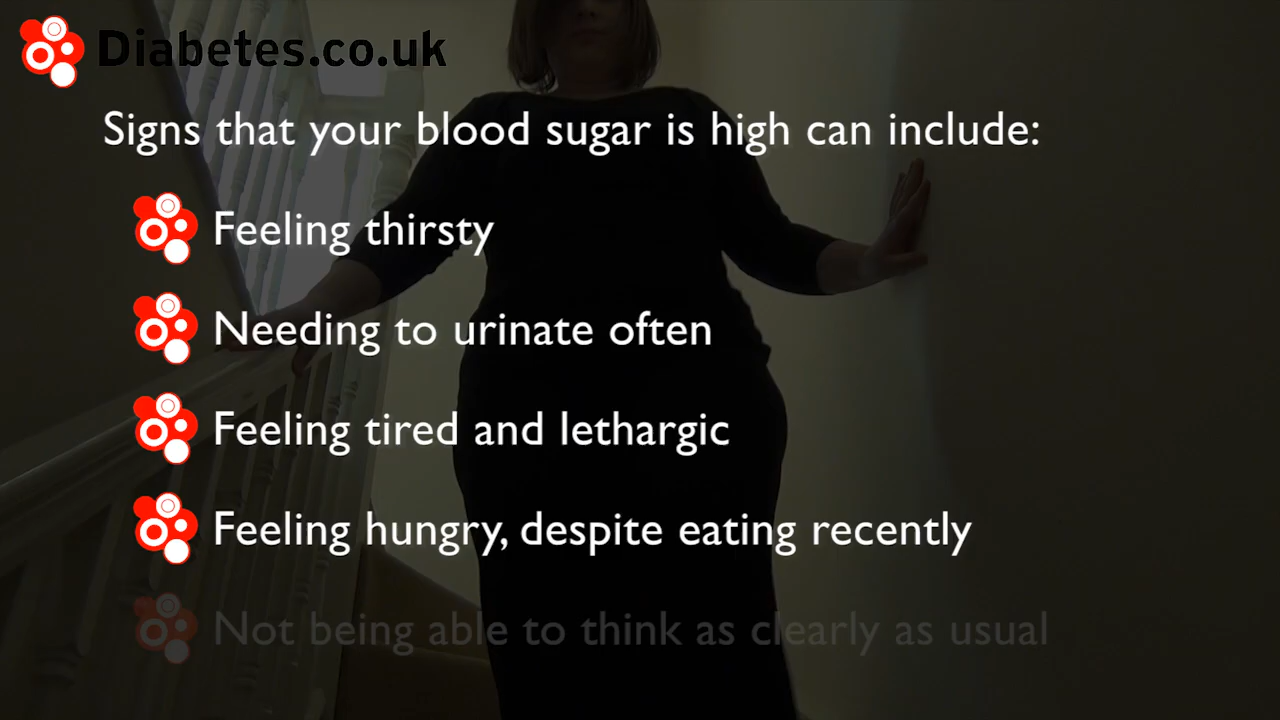 Diabetes.co.uk
Signs that your blood sugar is high can include:
Feeling thirsty
Needing to urinate often
Feeling tired and lethargic
Feeling hungry, despite eating recently
Not being able to think as clearly as usual